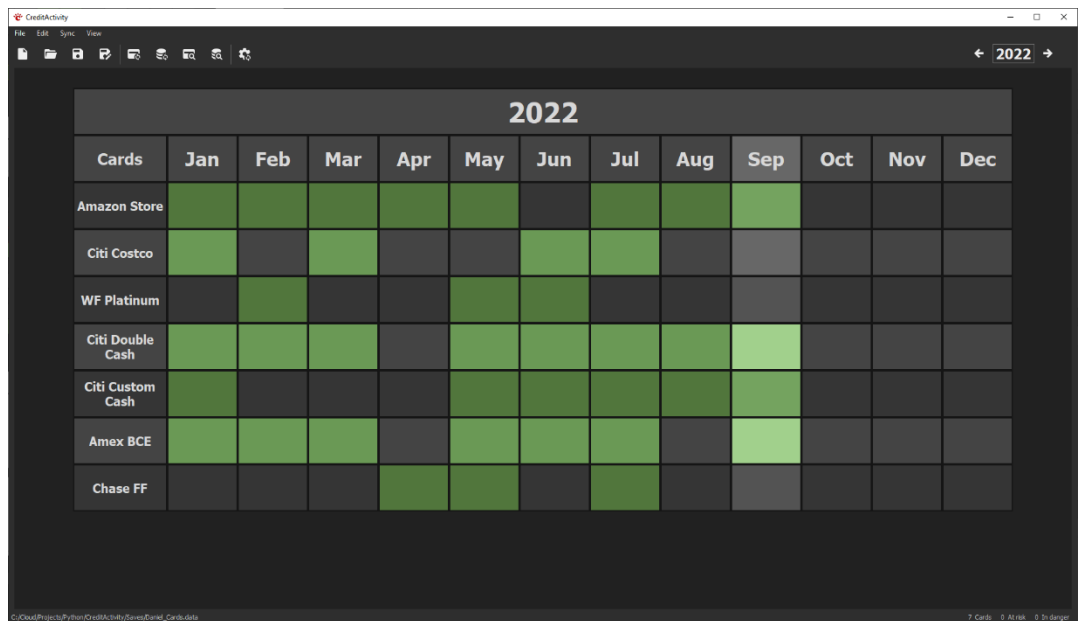 CreditActivity
File Edit Sync View
2022
2022
Cards Jan Feb Mar Apr May Jun Jul Aug Sep Oct Nov Dec
Amazon Store
Citi Costco
WF Platinum
Citi Double
Cash
Citi Custom
Cash
Amex BCE
Chase FF
C:/Cloud/Projects/Python/CreditActivity/Saves/Daniel_Cards.data 7 Cards 0 At risk 0 In danger